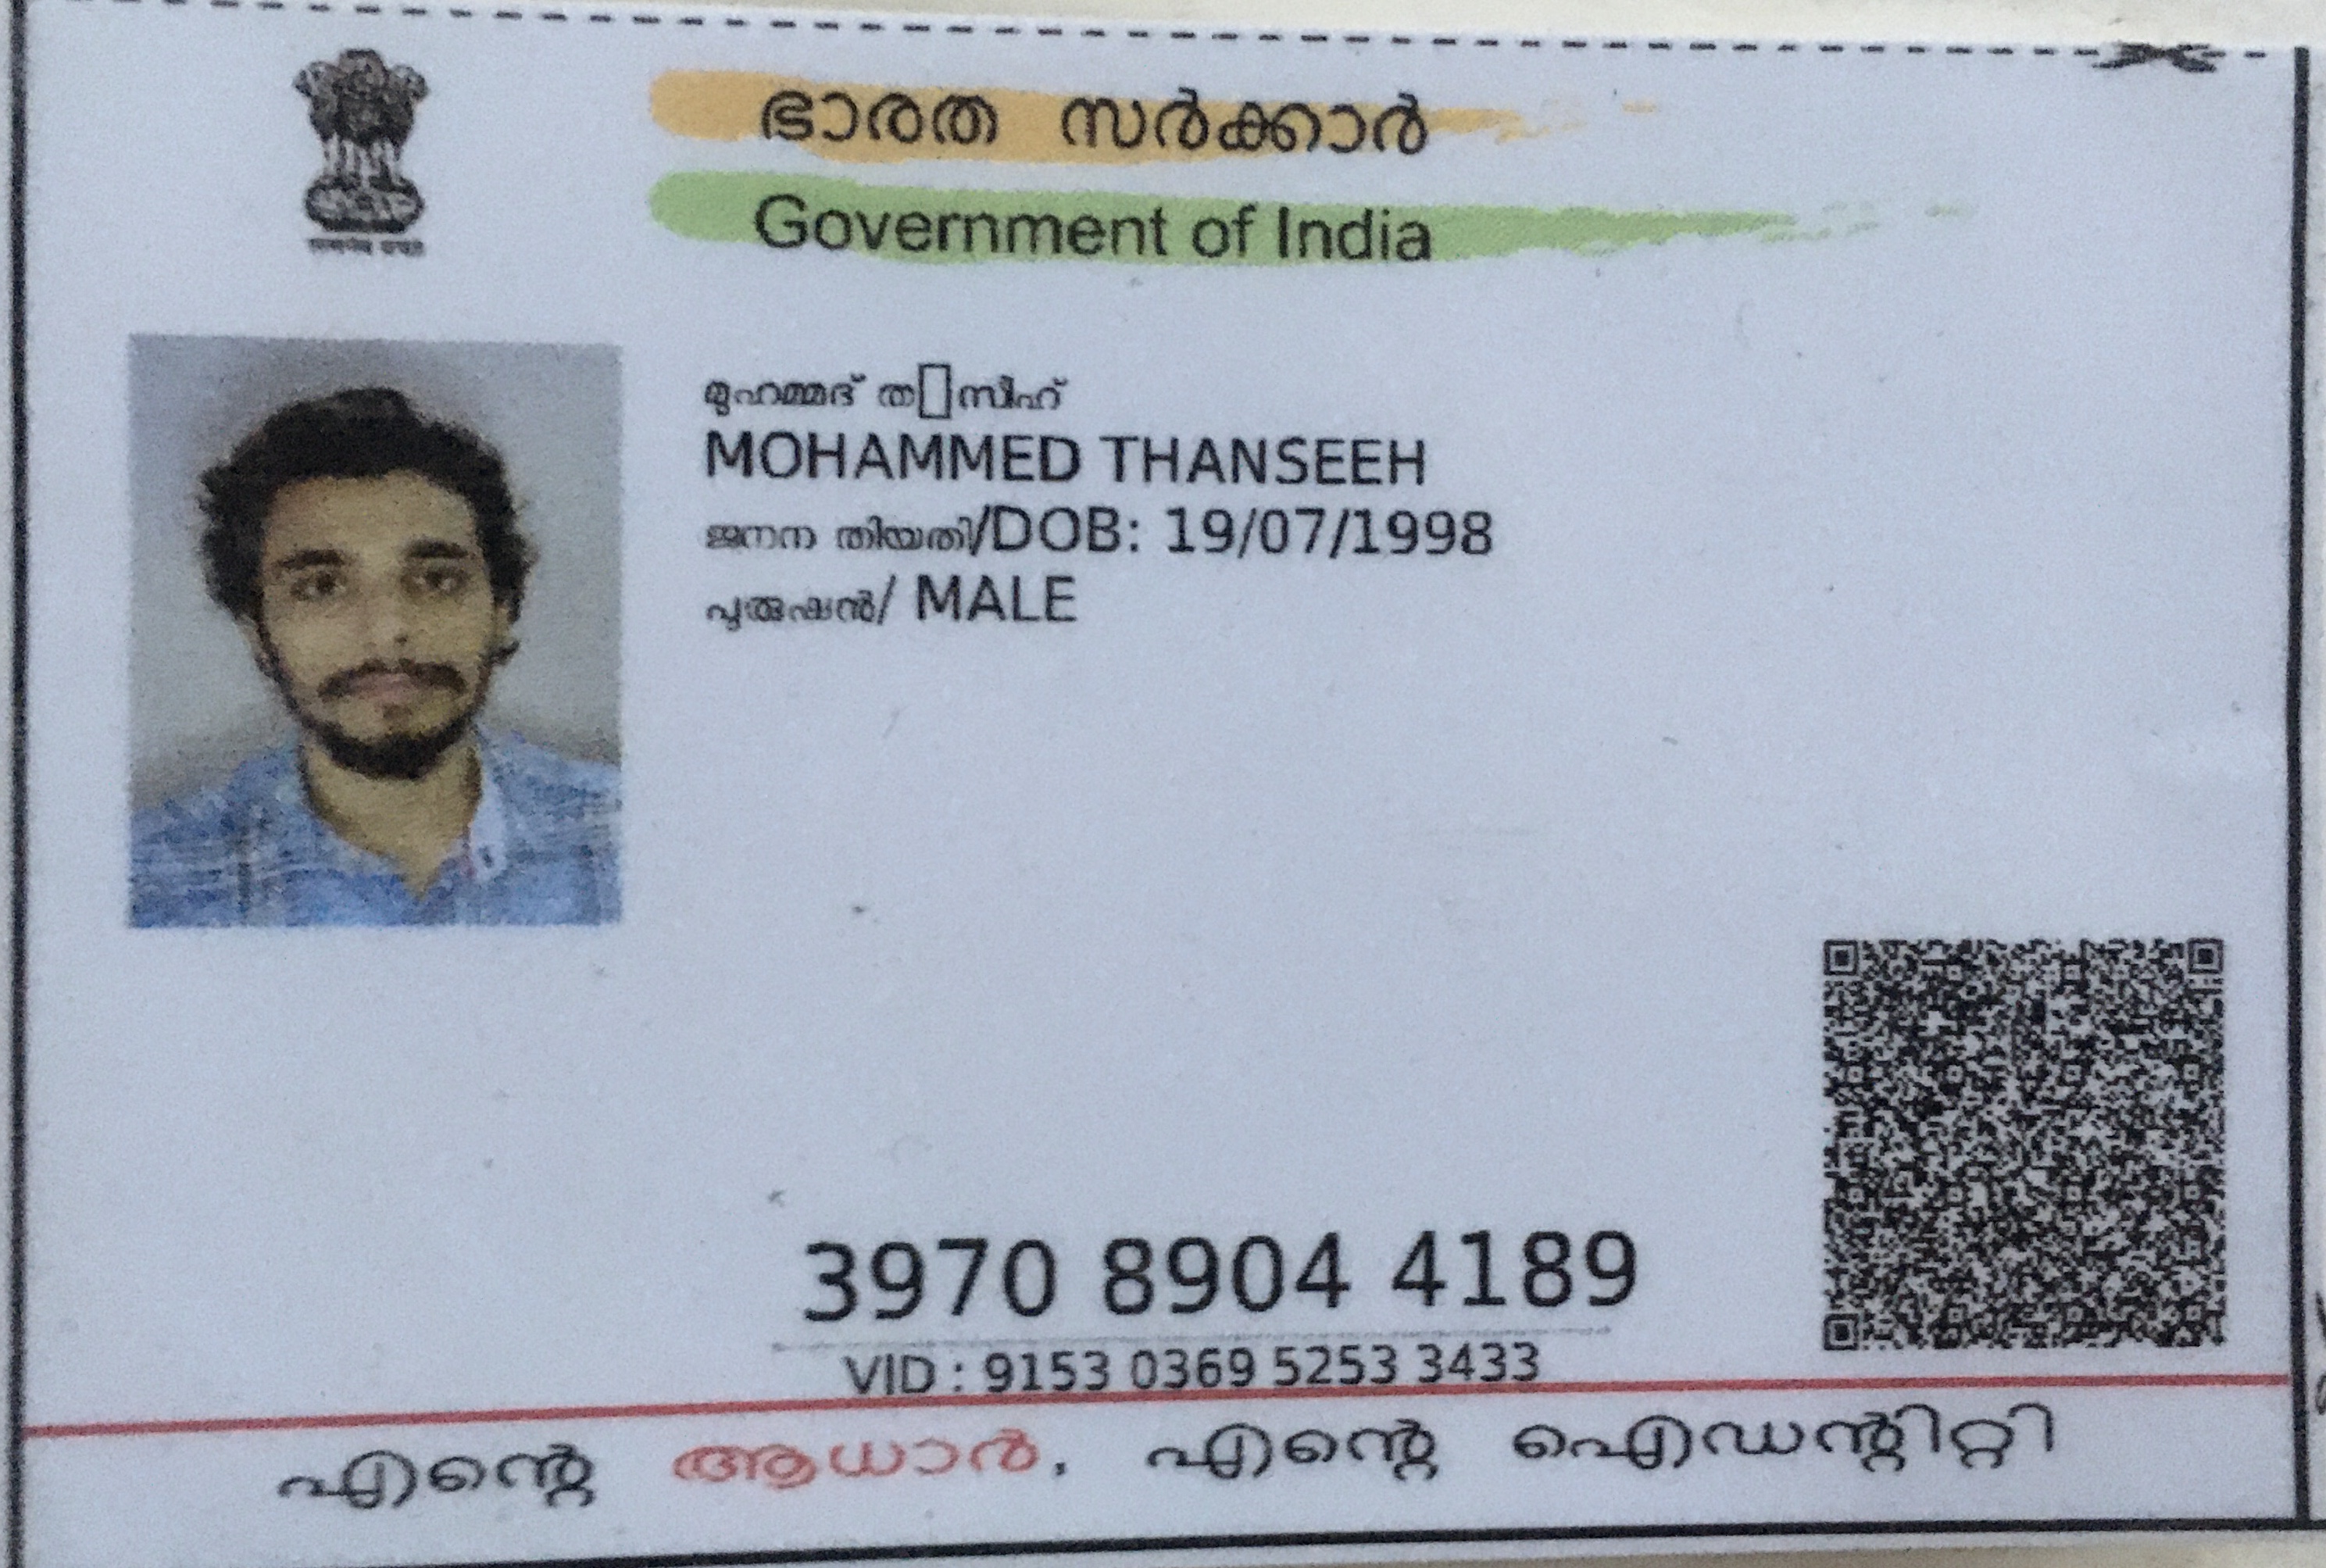 ഭാരത സർക്കാർ
Government of India
മുഹമ്മദ് ത□സീഹ്
MOHAMMED THANSEEH
ജനന തിയതി/DOB: 19/07/1998
പുരുഷൻ/ MALE
3970 8904 4189
VID : 9153 0369 5253 3433
എന്റെ ആധാർ, എന്റെ ഐഡന്റിറ്റി